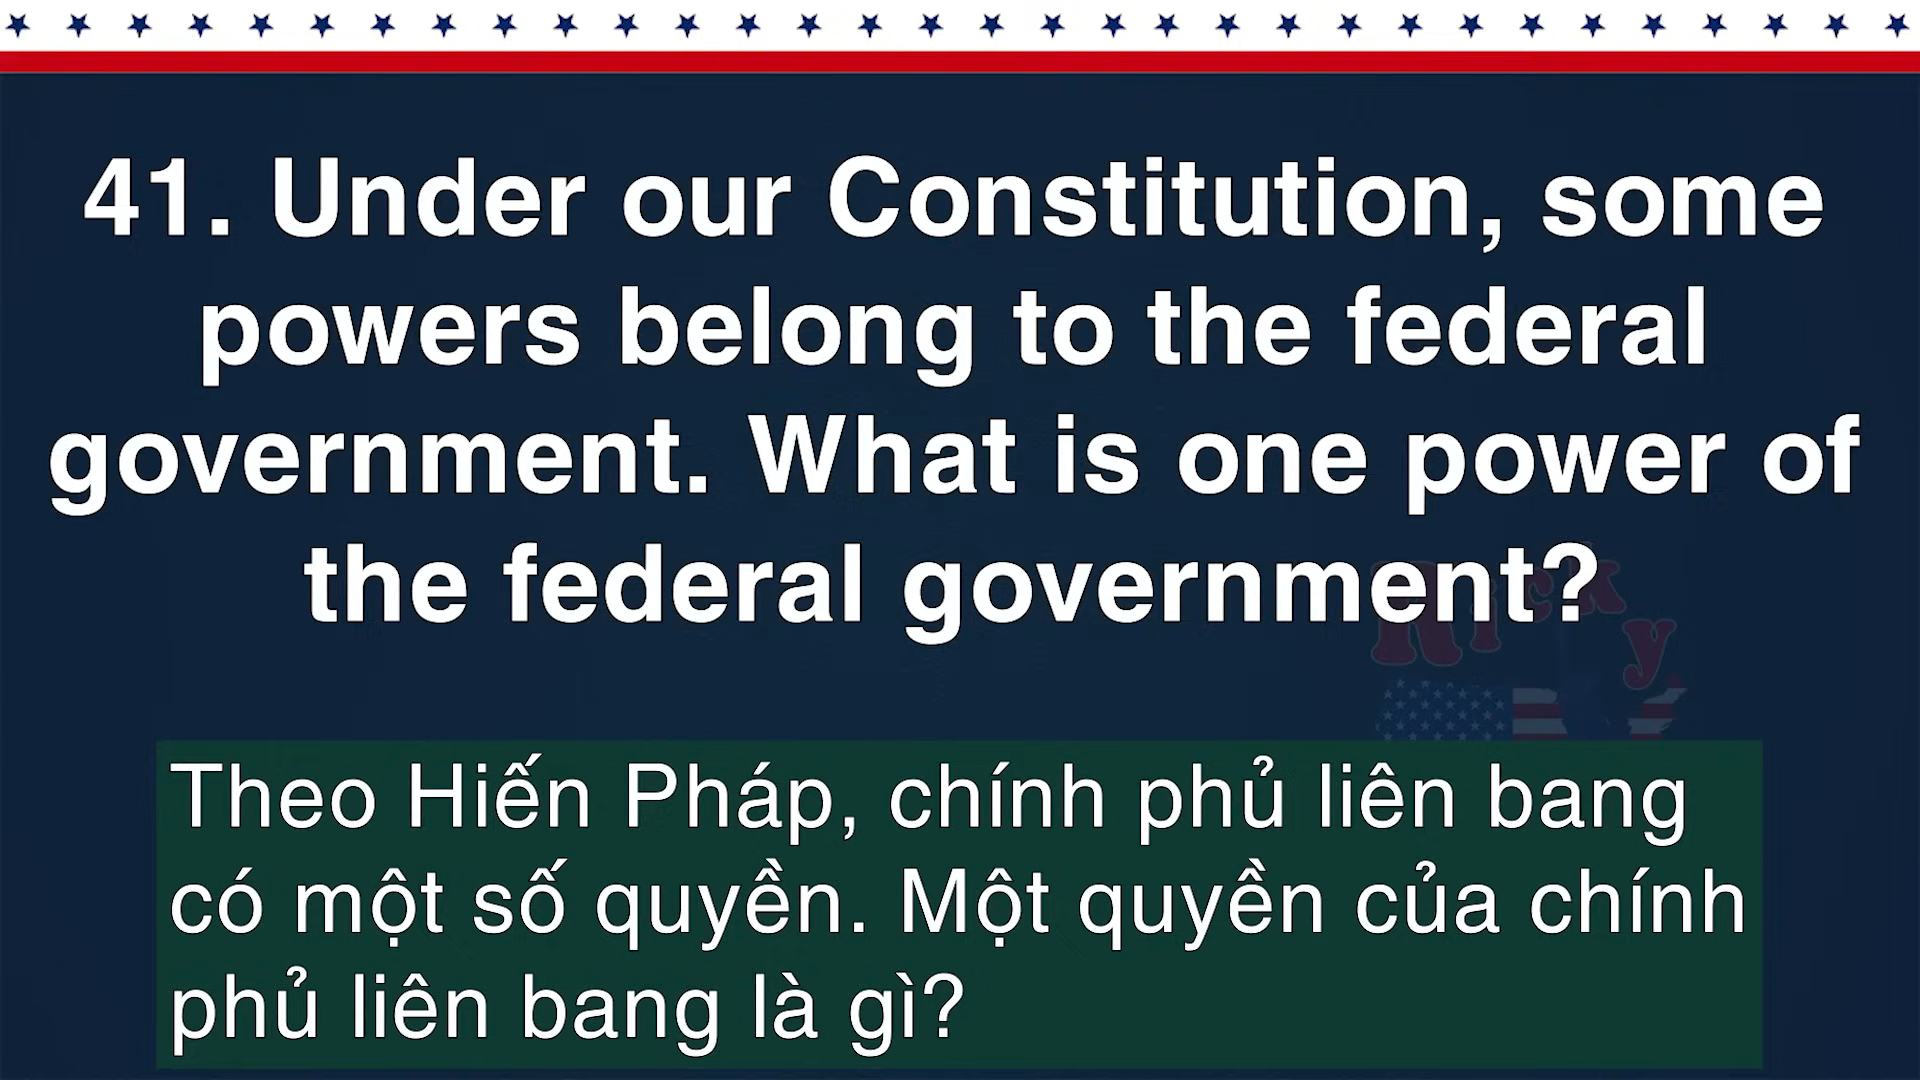 41. Under our Constitution, some
powers belong to the federal
government. What is one power of
the federal government?
Ricky
Theo Hiến Pháp, chính phủ liên bang
có một số quyền. Một quyền của chính
phủ liên bang là gì?